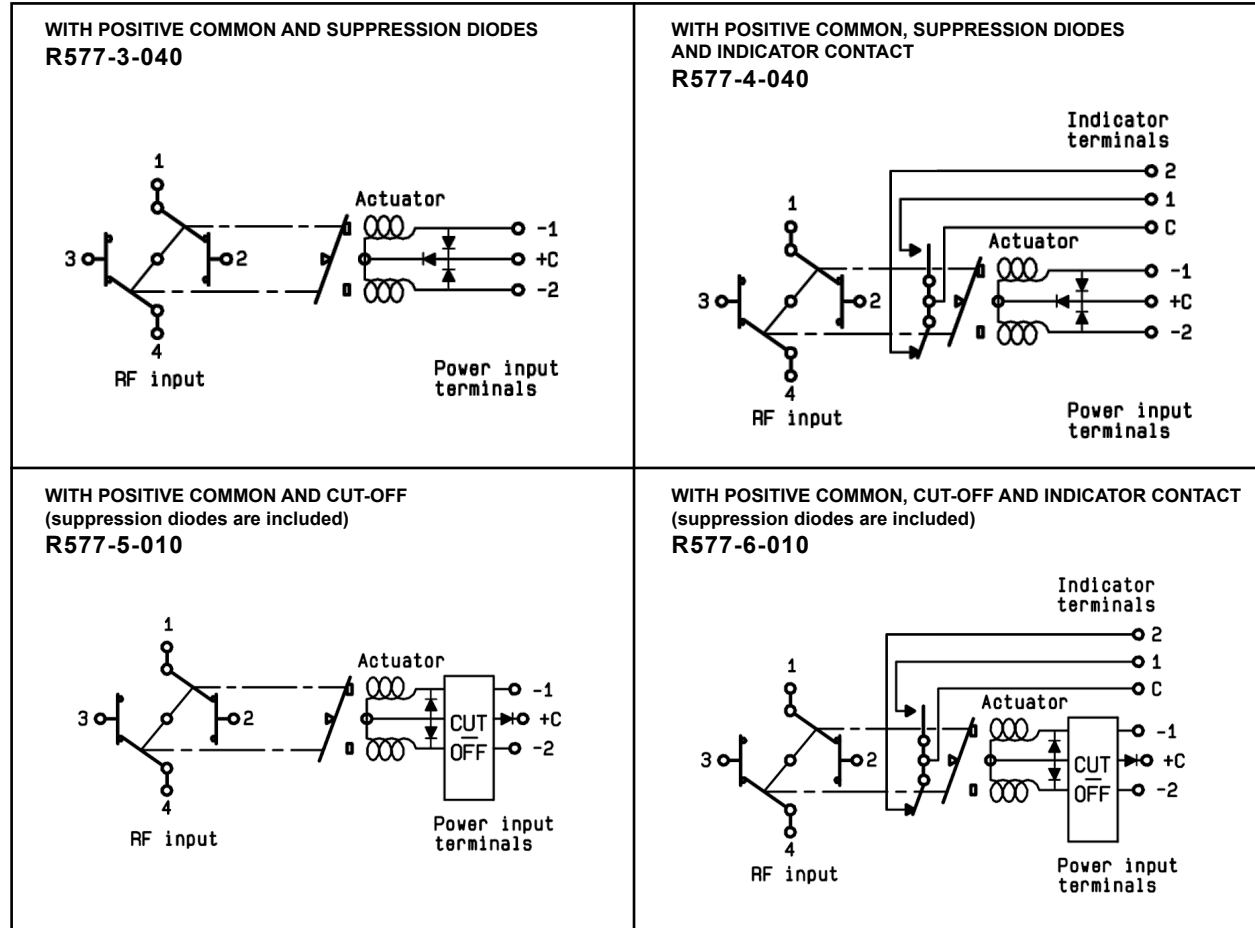 WITH POSITIVE COMMON AND SUPPRESSION DIODES
R577-3-040
1
Actuator
-1
3
2
+C
-2
4
RF input
Power input
terminals
WITH POSITIVE COMMON, SUPPRESSION DIODES
AND INDICATOR CONTACT
R577-4-040
Indicator
terminals
2
1
1
C
Actuator
-1
3
2
+C
-2
4
RF input
Power input
terminals
WITH POSITIVE COMMON AND CUT-OFF
(suppression diodes are included)
R577-5-010
1
Actuator
-1
3
2
CUT
OFF
+C
-2
4
RF input
Power input
terminals
WITH POSITIVE COMMON, CUT-OFF AND INDICATOR CONTACT
(suppression diodes are included)
R577-6-010
Indicator
terminals
2
1
1
C
Actuator
-1
3
2
CUT
OFF
+C
-2
4
RF input
Power input
terminals